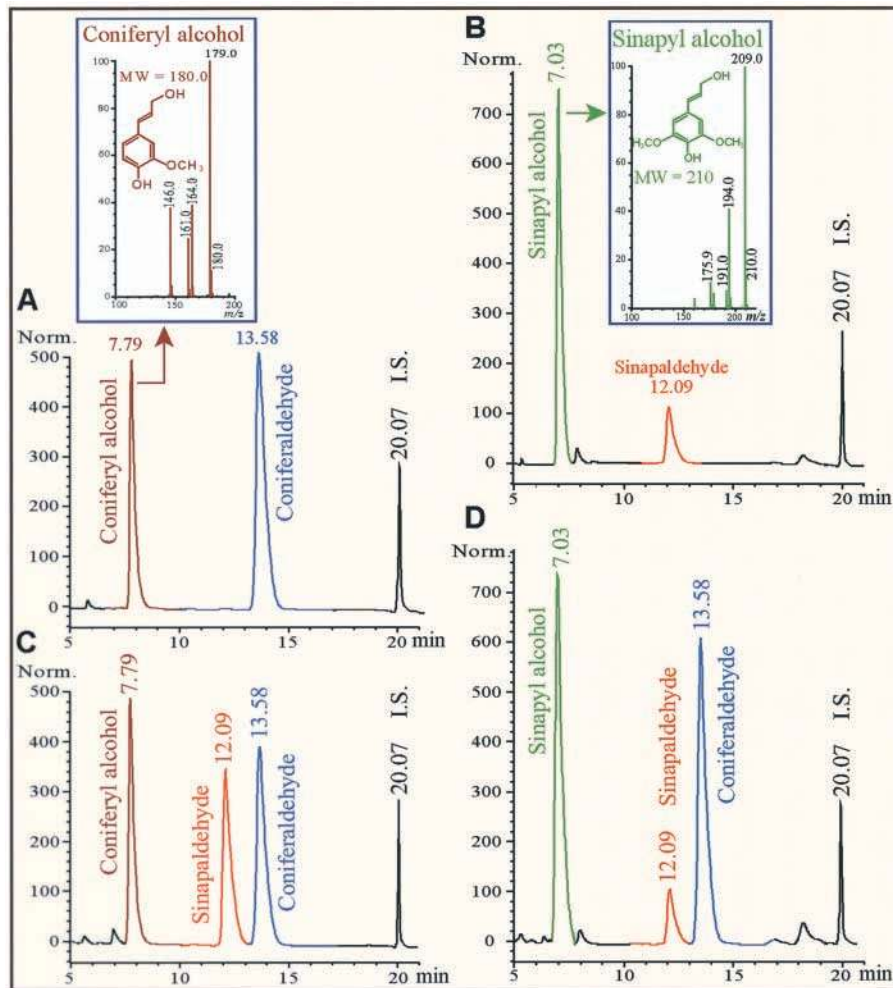 A
Coniferyl alcohol
179.0
MW = 180.0
OH
OCH3
OH
146.0
161.0
164.0
180.0
100
80
60
40
20
0
100 150 200
m/z
Norm.
500
400
300
200
100
0
7.79
Coniferyl alcohol
13.58
Coniferaldehyde
20.07 I.S.
5 10 15 20 min
B
Sinapyl alcohol
209.0
OH
H3CO
OCH3
OH
MW = 210
194.0
175.9
191.0
210.0
100
80
60
40
20
0
100 150 200
m/z
700
600
500
400
300
200
100
0
7.03
Sinapyl alcohol
Sinapaldehyde
12.09
20.07 I.S.
5 10 15 20 min
C
Norm.
500
400
300
200
100
0
7.79
Coniferyl alcohol
12.09
Sinapaldehyde
13.58
Coniferaldehyde
20.07 I.S.
5 10 15 20 min
D
Norm.
700
600
500
400
300
200
100
0
7.03
Sinapyl alcohol
12.09 Sinapaldehyde
13.58
Coniferaldehyde
20.07 I.S.
5 10 15 20 min